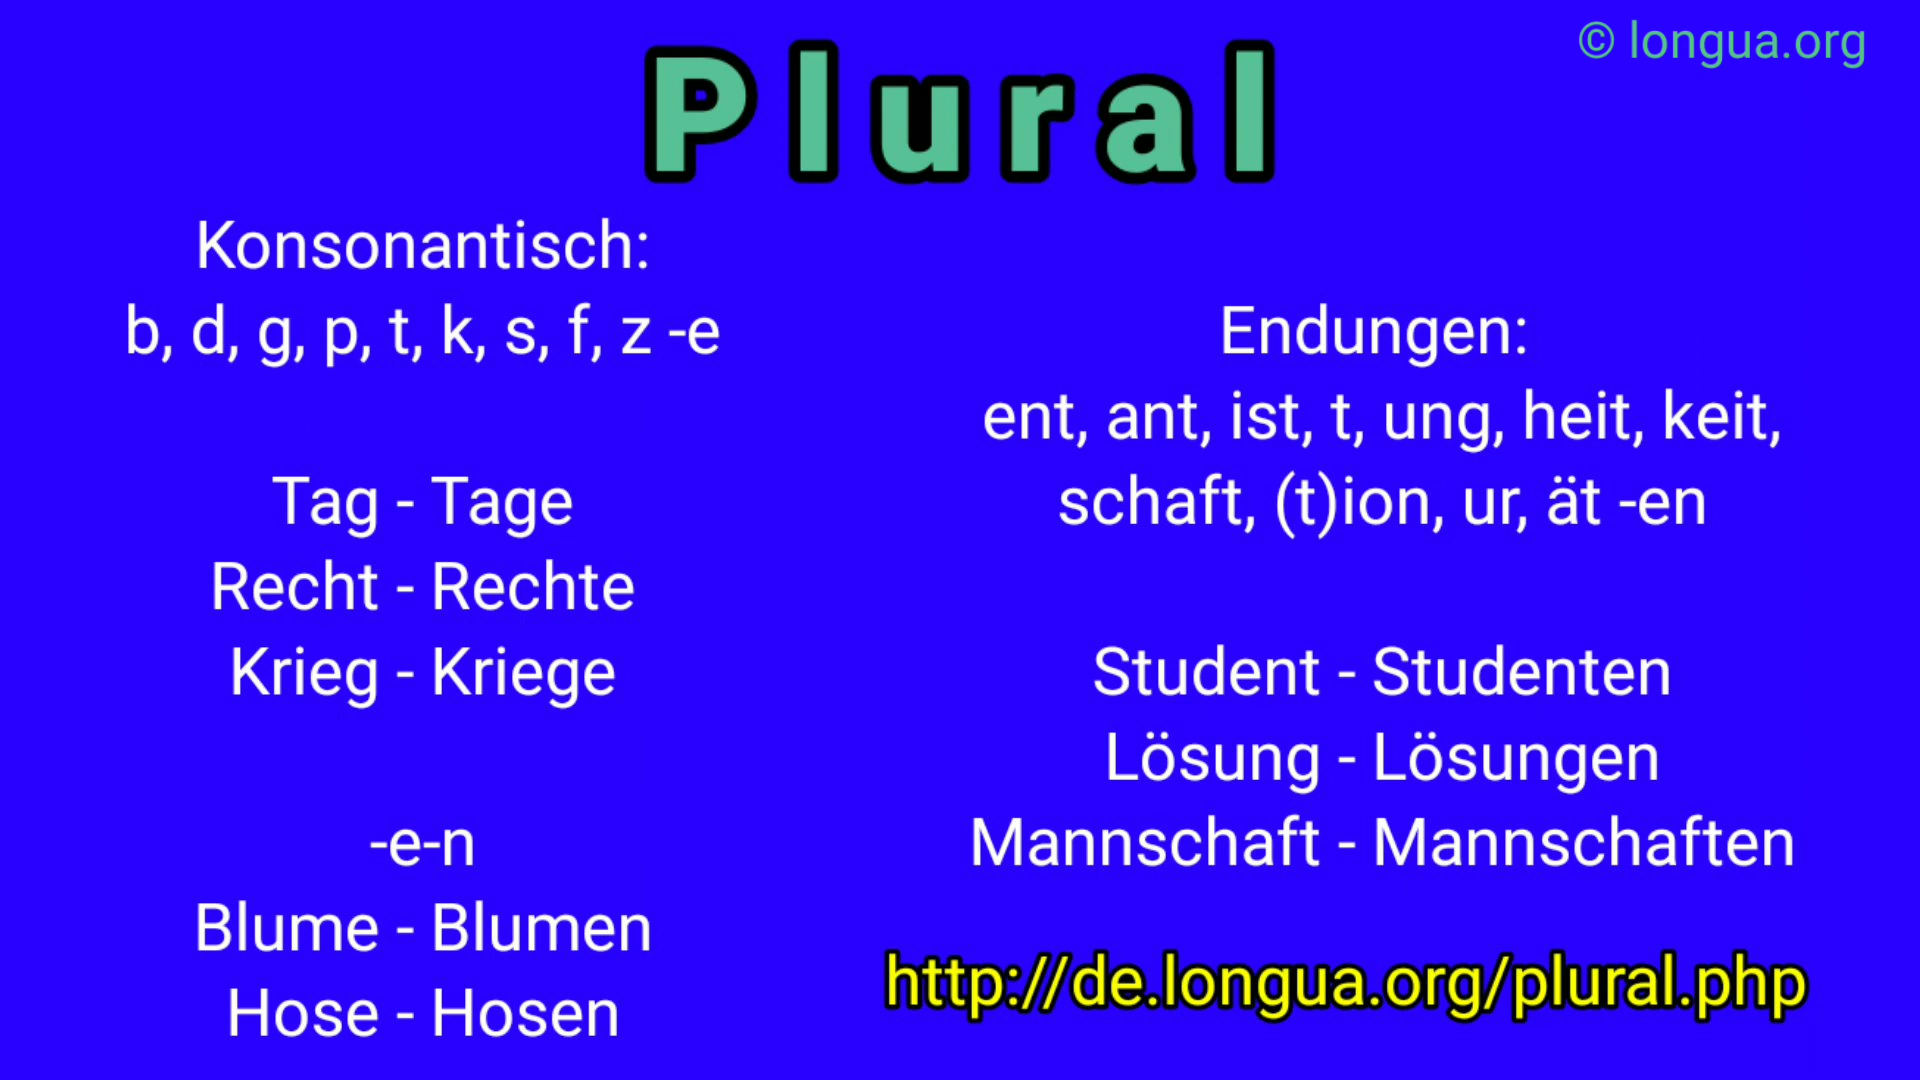 © longua.org
Plural
Konsonantisch:
b, d, g, p, t, k, s, f, z -e
Tag - Tage
Recht - Rechte
Krieg - Kriege
-e-n
Blume - Blumen
Hose - Hosen
Endungen:
ent, ant, ist, t, ung, heit, keit,
schaft, (t)ion, ur, ät -en
Student - Studenten
Lösung - Lösungen
Mannschaft - Mannschaften
http://de.longua.org/plural.php